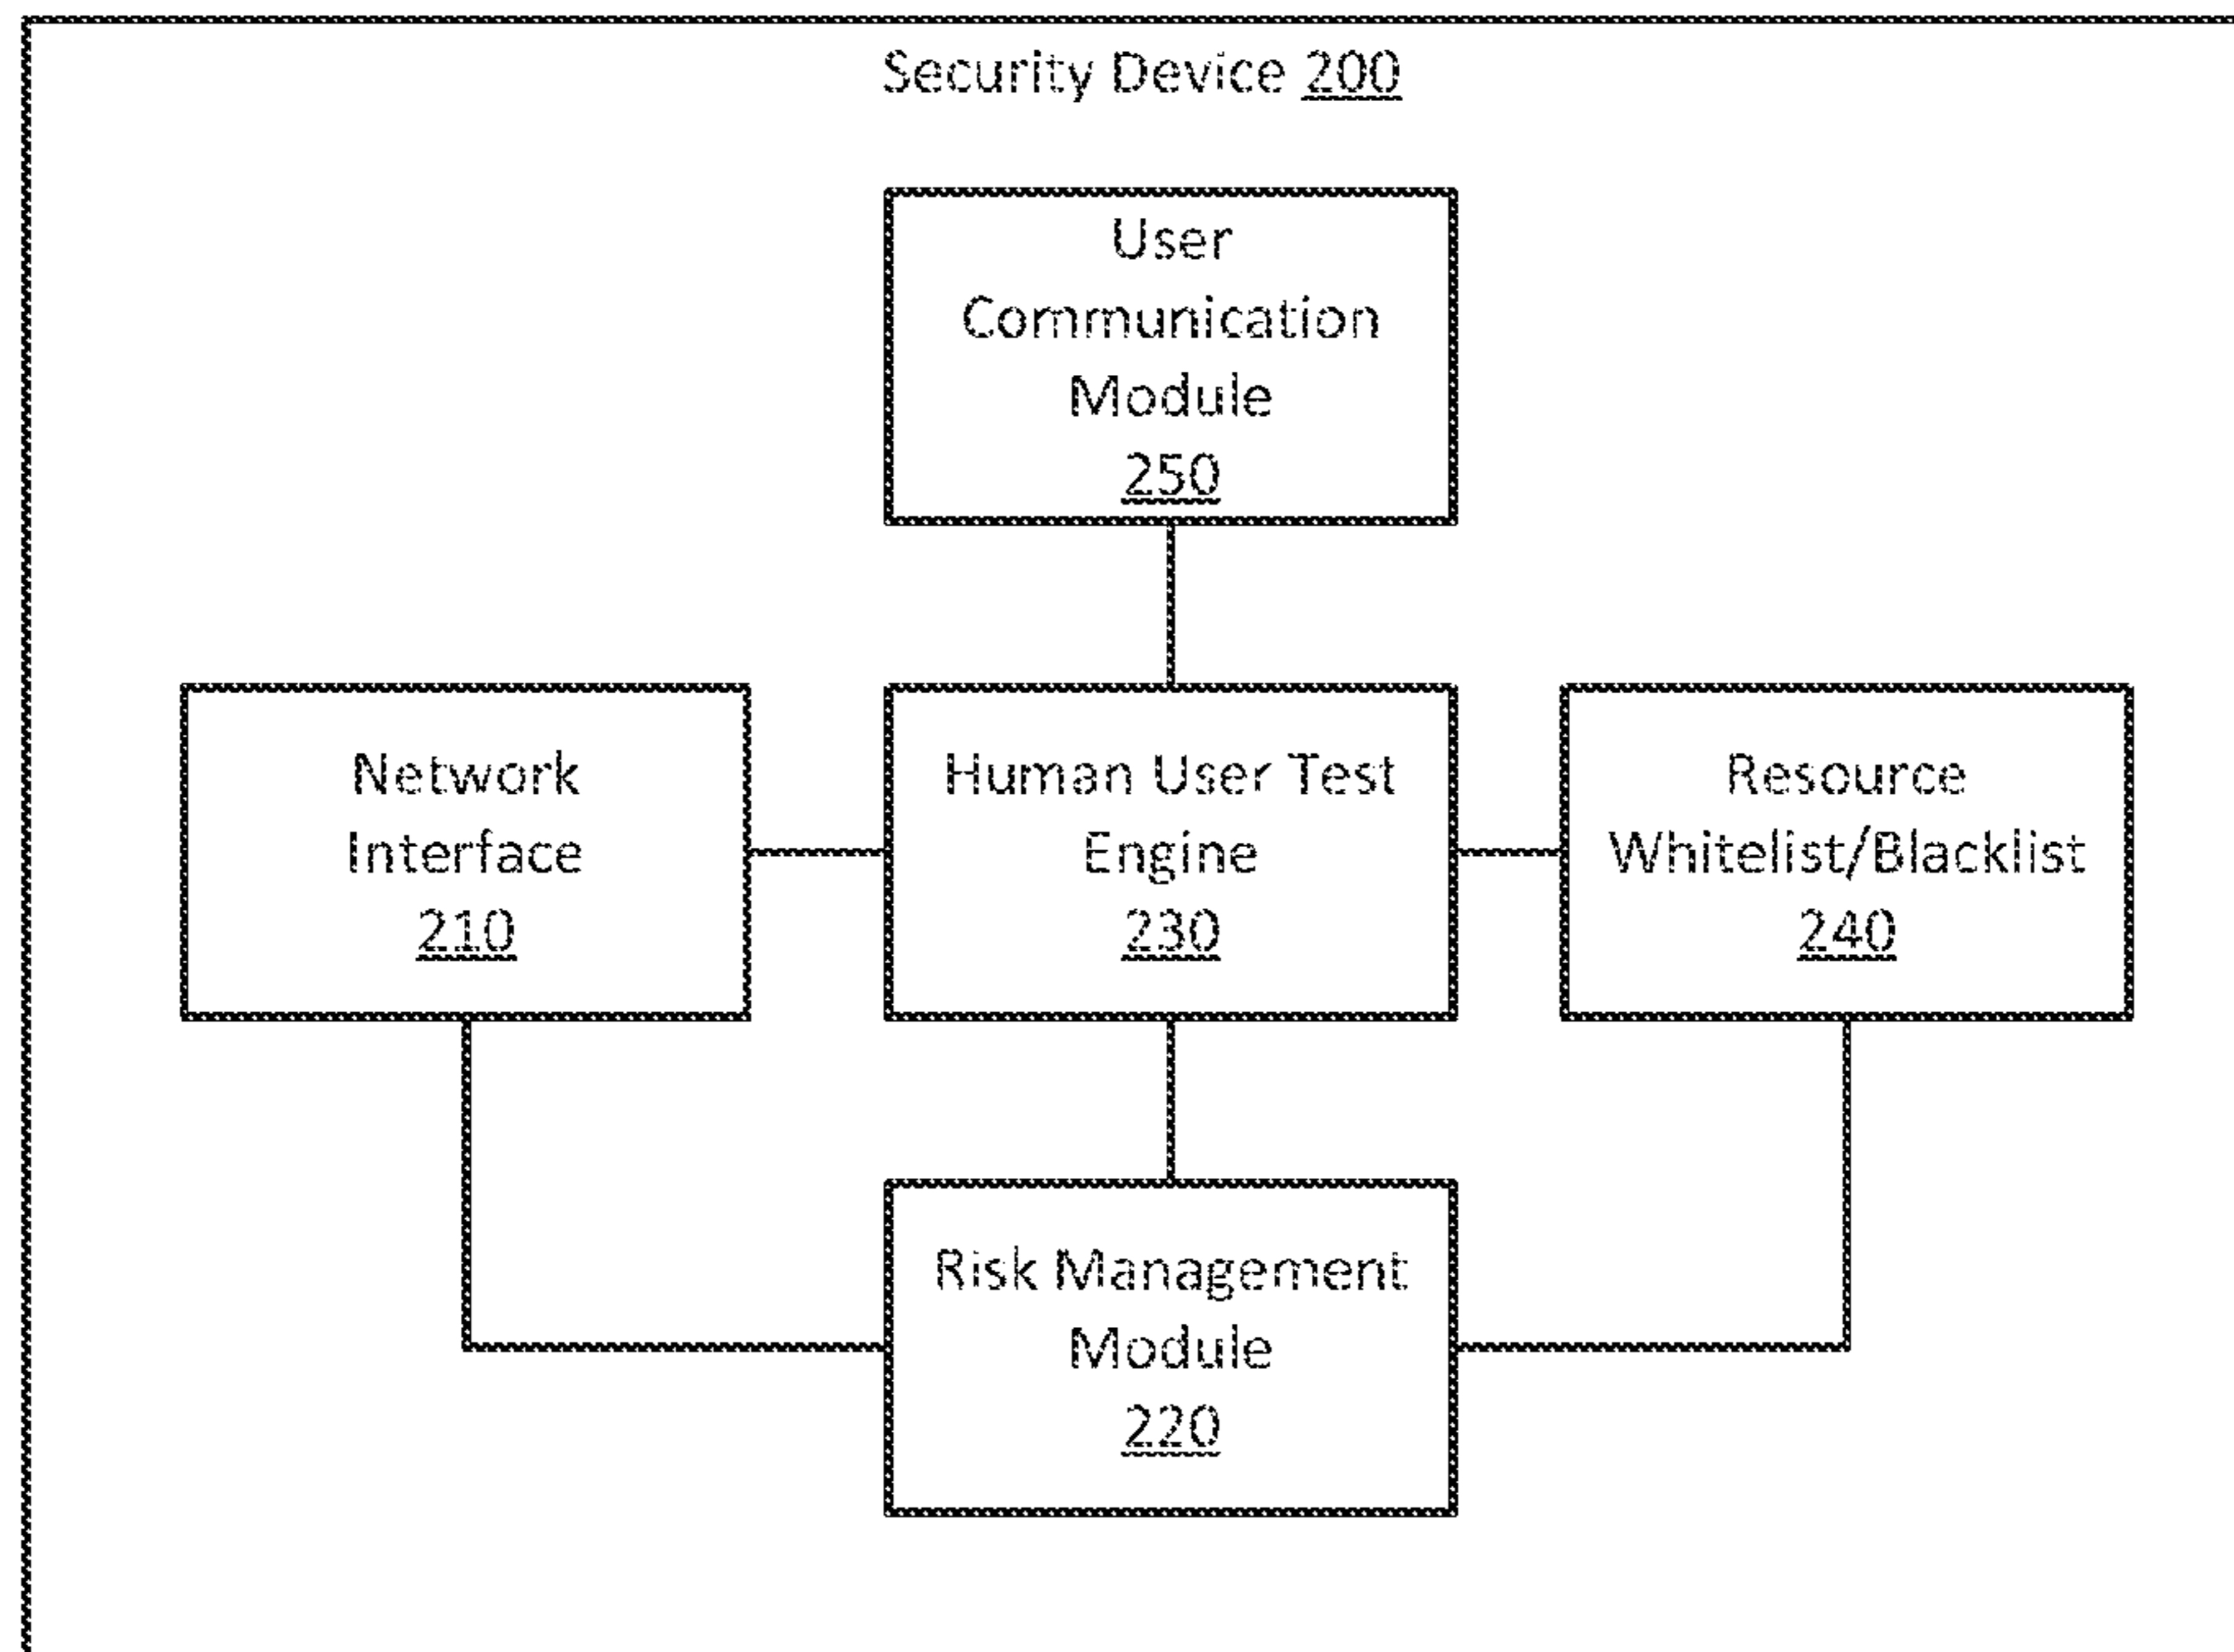 Security Device 200
User
Communication
Module
250
Network
Interface
210
Human User Test
Engine
230
Resource
Whitelist/Blacklist
240
Risk Management
Module
220